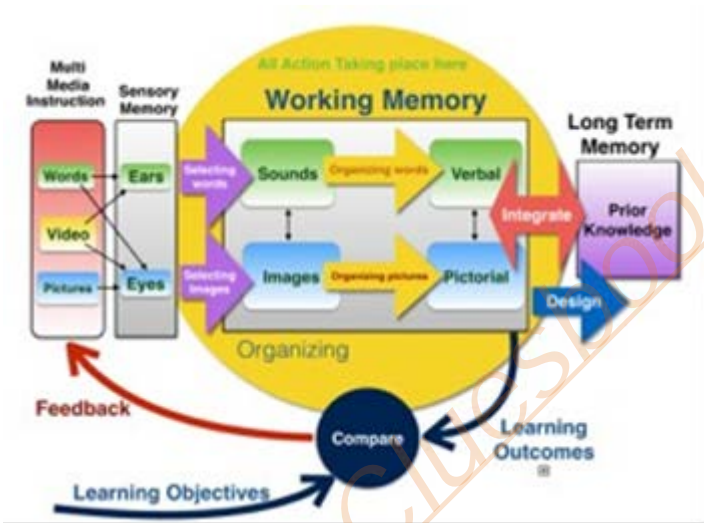 All Action Taking place here
Working Memory
Multi
Media
Instruction
Sensory
Memory
Long Term
Memory
Words
Video
Pictures
Ears
Eyes
Selecting
words
Selecting
Images
Sounds
Organizing words
Verbal
Images
Organizing pictures
Pictorial
Integrate
Prior
Knowledge
Design
Organizing
Feedback
Compare
Learning
Outcomes
Learning Objectives